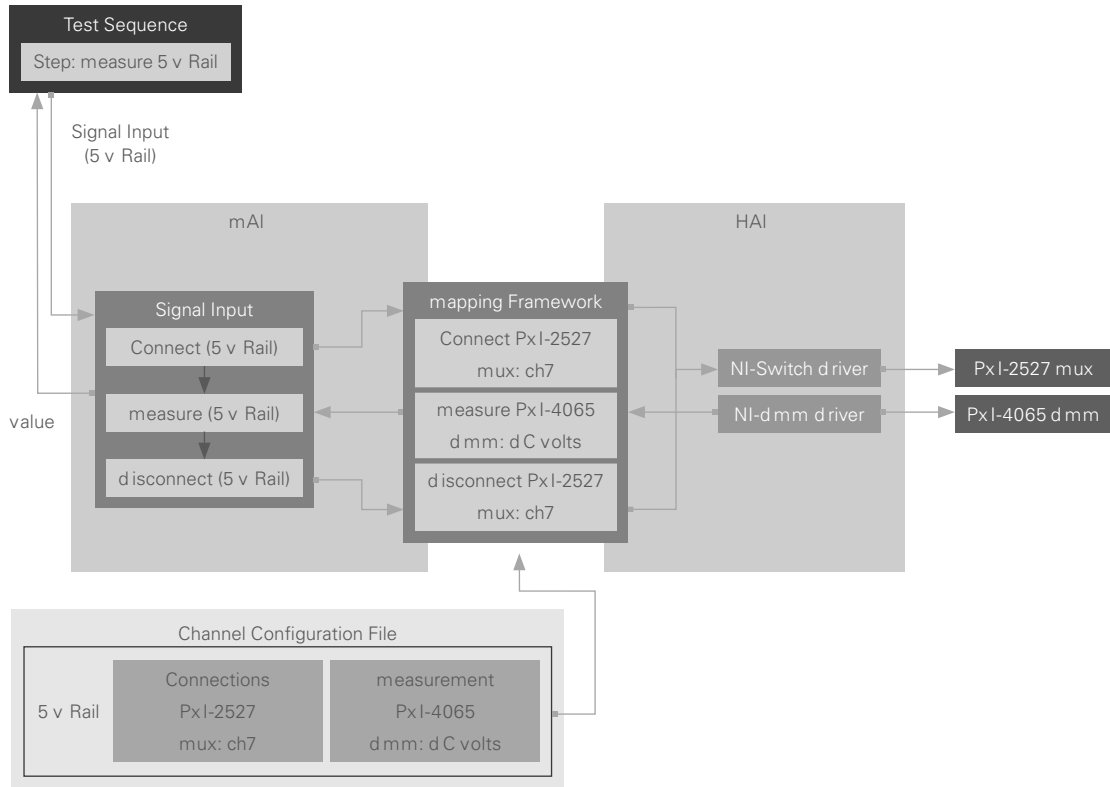 Test Sequence
Step: measure 5 v Rail
Signal Input
(5 v Rail)
mAI
HAI
Signal Input
Connect (5 v Rail)
measure (5 v Rail)
disconnect (5 v Rail)
value
mapping Framework
Connect PxI-2527
mux: ch7
measure PxI-4065
dmm: dC volts
disconnect PxI-2527
mux: ch7
NI-Switch driver
NI-dmm driver
PxI-2527 mux
PxI-4065 dmm
Channel Configuration File
5 v Rail
Connections
PxI-2527
mux: ch7
measurement
PxI-4065
dmm: dC volts